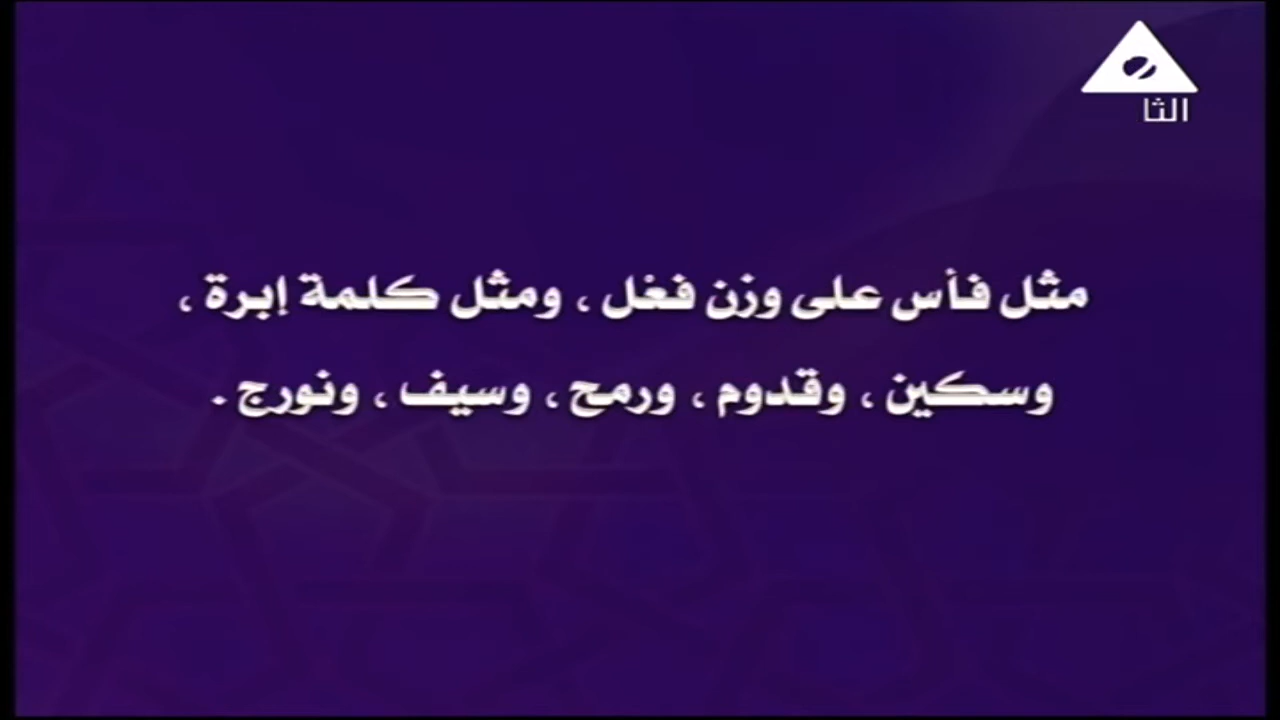 الثا
مثل فأس على وزن فعْل ، ومثل كلمة إبرة ،
وسكين ، وقدوم ، ورمح ، وسيف ، ونورج .